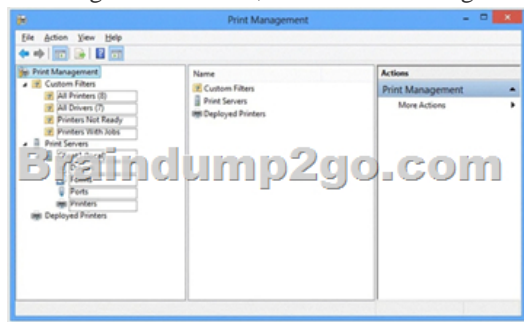 Print Management
File Action View Help
Print Management
Custom Filters
All Printers (8)
All Drivers (7)
Printers Not Ready
Printers With Jobs
Print Servers
Forms
Ports
Printers
Deployed Printers
Name
Custom Filters
Print Servers
Deployed Printers
Actions
Print Management
More Actions
Braindump2go.com